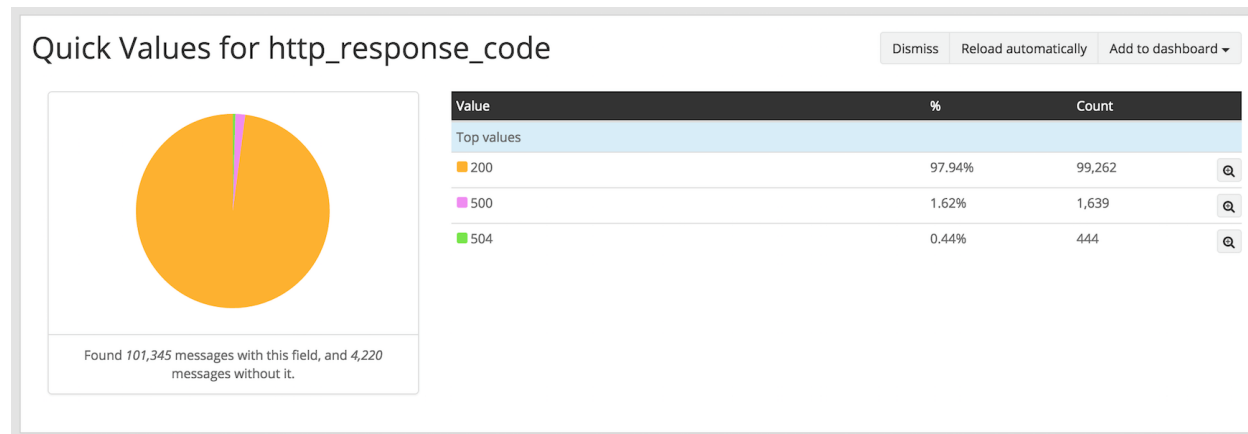 Quick Values for http_response_code
Dismiss Reload automatically Add to dashboard
Value % Count
Top values
200 97.94% 99,262
500 1.62% 1,639
504 0.44% 444
Found 101,345 messages with this field, and 4,220
messages without it.